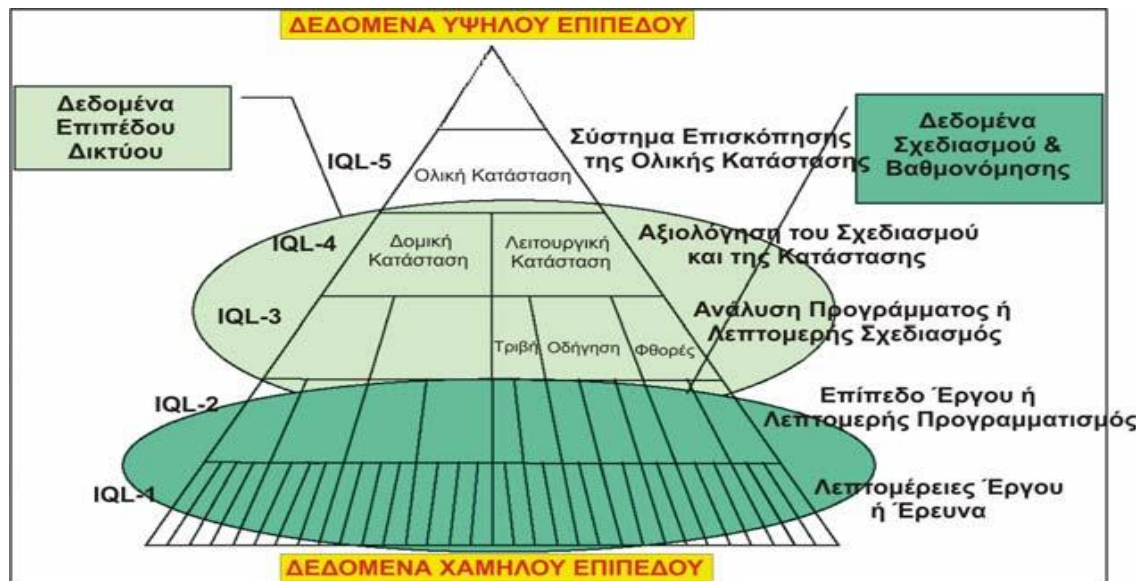 ΔΕΔΟΜΕΝΑ ΥΨΗΛΟΥ ΕΠΙΠΕΔΟΥ
Δεδομένα
Επιπέδου
Δικτύου
Δεδομένα
Σχεδιασμού &
Βαθμονόμησης
IQL-5
Ολική Κατάσταση
Σύστημα Επισκόπησης
της Ολικής Κατάστασης
IQL-4
Δομική
Κατάσταση
Λειτουργική
Κατάσταση
Αξιολόγηση του Σχεδιασμού
και της Κατάστασης
IQL-3
Τριβή
Οδήγηση
Φθορές
Ανάλυση Προγράμματος ή
Λεπτομερής Σχεδιασμός
IQL-2
Επίπεδο Έργου ή
Λεπτομερής Προγραμματισμός
IQL-1
Λεπτομέρειες Έργου
ή Έρευνα
ΔΕΔΟΜΕΝΑ ΧΑΜΗΛΟΥ ΕΠΙΠΕΔΟΥ